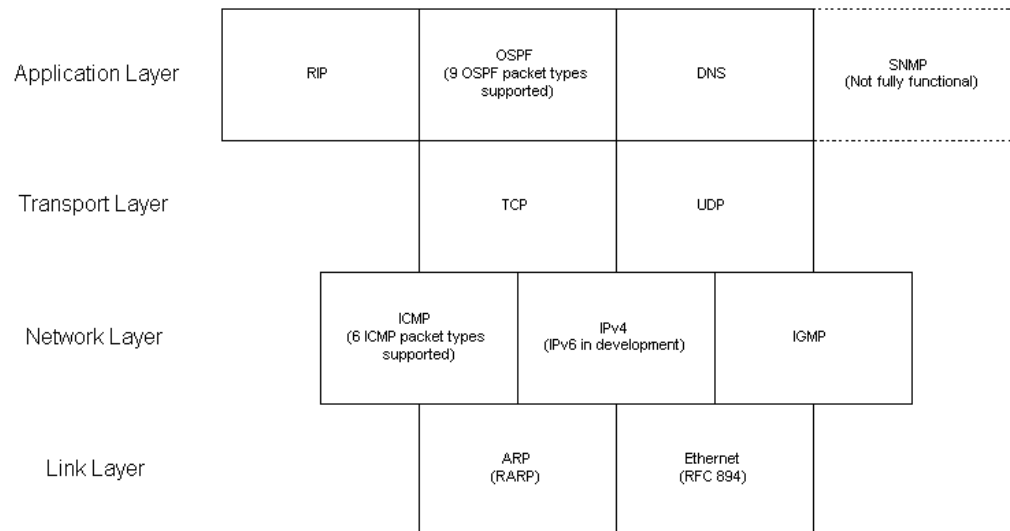 Application Layer
RIP
OSPF
(9 OSPF packet types
supported)
DNS
SNMP
(Not fully functional)
Transport Layer
TCP
UDP
Network Layer
ICMP
(6 ICMP packet types
supported)
IPv4
(IPv6 in development)
IGMP
Link Layer
ARP
(RARP)
Ethernet
(RFC 894)